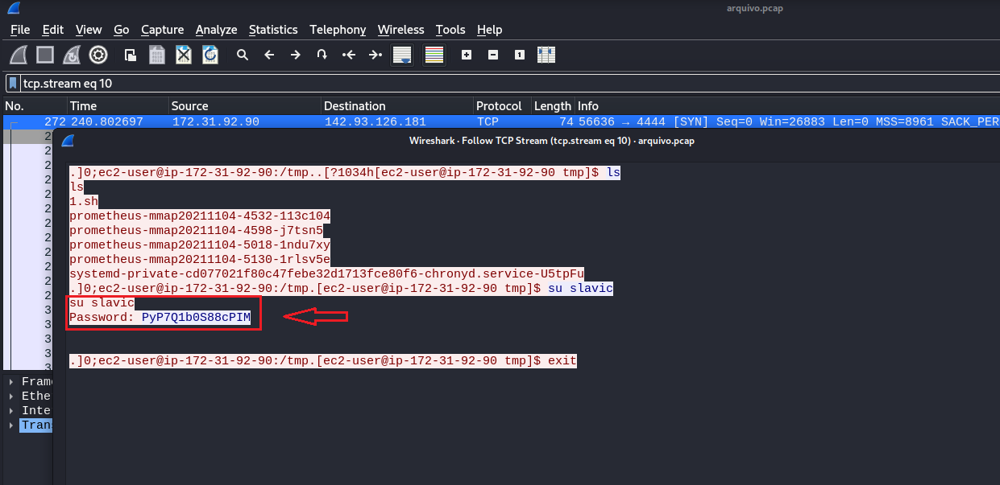 arquivo.pcap
File Edit View Go Capture Analyze Statistics Telephony Wireless Tools Help
tcp.stream eq 10
No. Time Source Destination Protocol Length Info
272 240.802697 172.31.92.90 142.93.126.181 TCP 74 56636 → 4444 [SYN] Seq=0 Win=26883 Len=0 MSS=8961 SACK_PER
Wireshark · Follow TCP Stream (tcp.stream eq 10) · arquivo.pcap
.]0;ec2-user@ip-172-31-92-90:/tmp..[?1034h[ec2-user@ip-172-31-92-90 tmp]$ ls
ls
1.sh
prometheus-mmap20211104-4532-113c104
prometheus-mmap20211104-4598-j7tsn5
prometheus-mmap20211104-5018-1ndu7xy
prometheus-mmap20211104-5130-1rlsv5e
systemd-private-cd077021f80c47febe32d1713fce80f6-chronyd.service-U5tpFu
.]0;ec2-user@ip-172-31-92-90:/tmp.[ec2-user@ip-172-31-92-90 tmp]$ su slavic
su slavic
Password: PyP7Q1b0S88cPIM
.]0;ec2-user@ip-172-31-92-90:/tmp.[ec2-user@ip-172-31-92-90 tmp]$ exit
Fram
Ethe
Inte
Tran